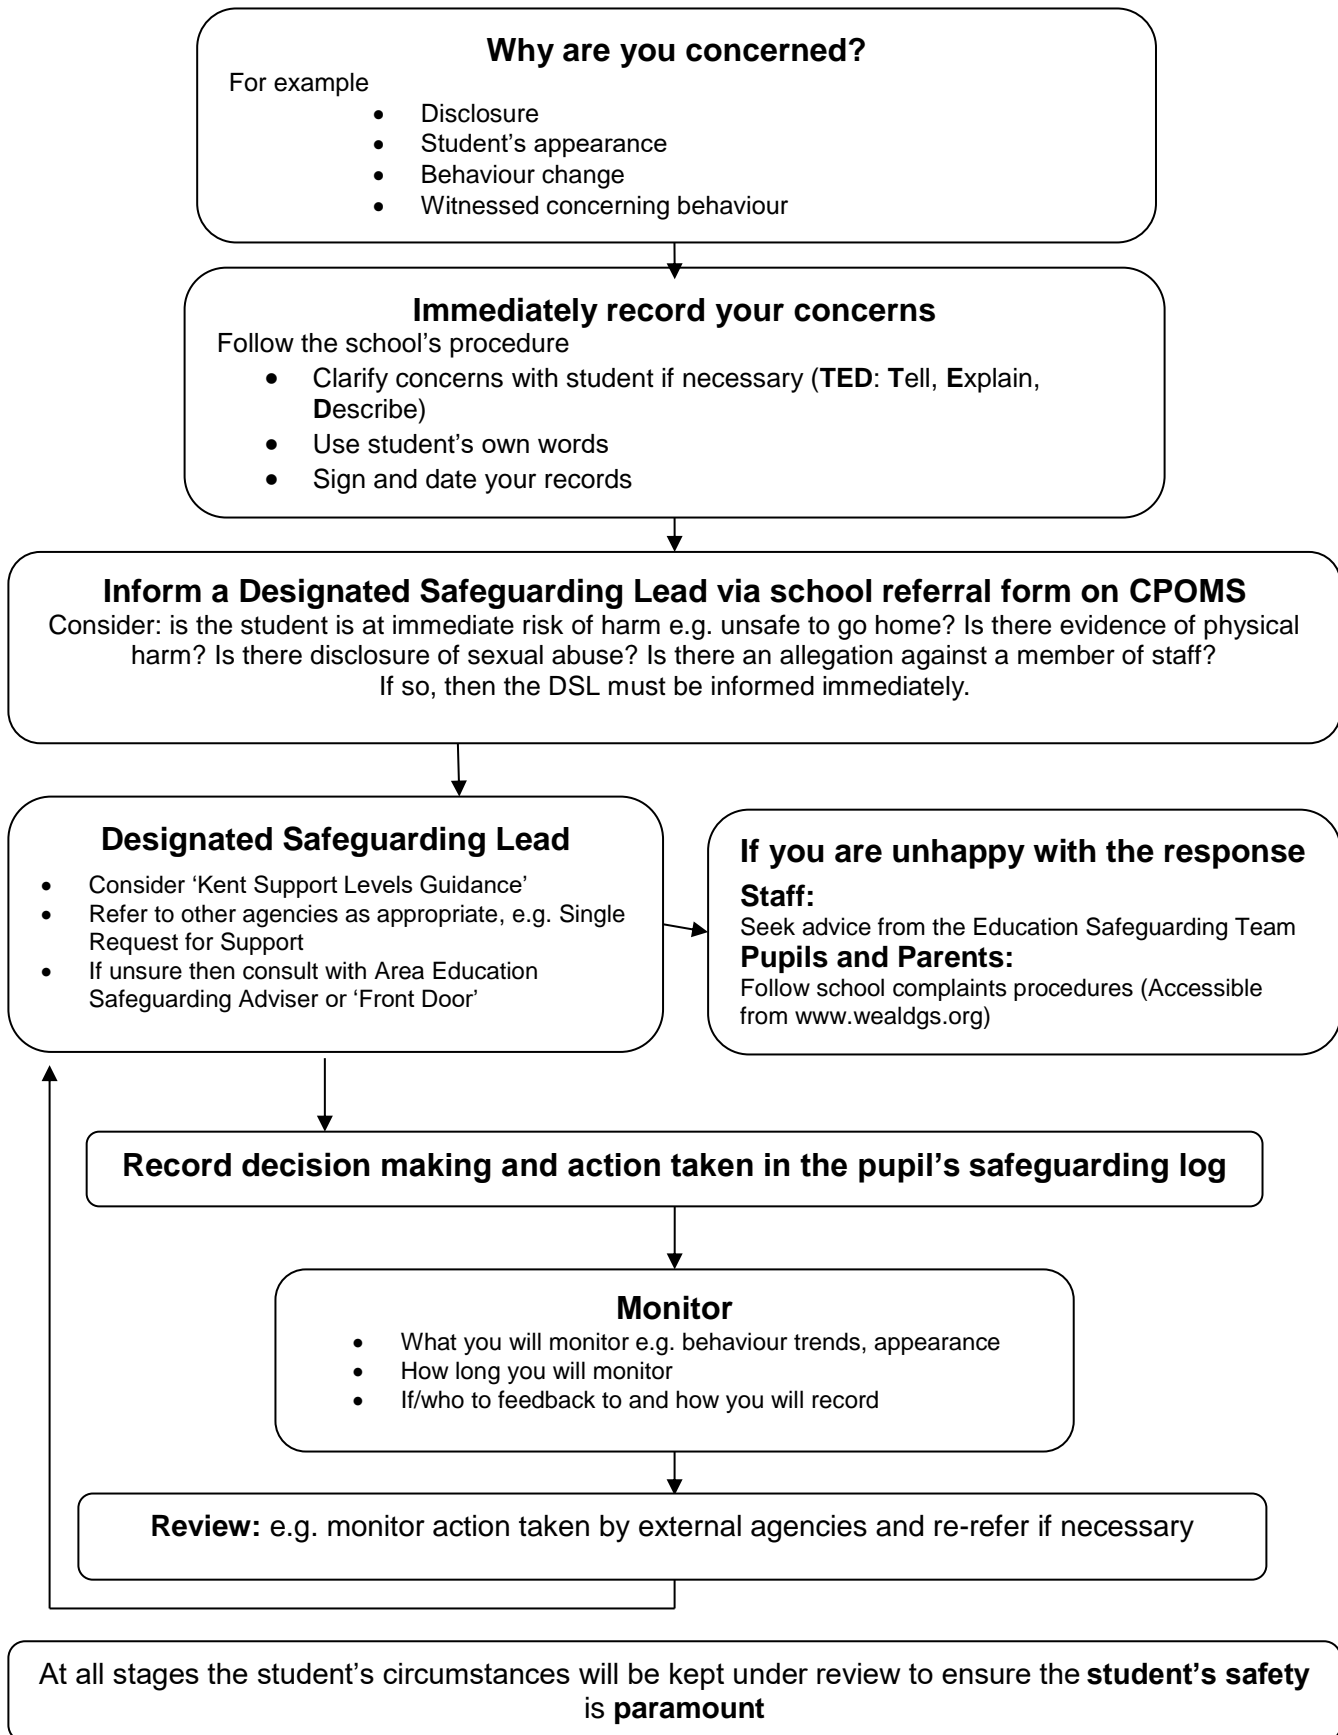 Why are you concerned?
For example
• Disclosure
• Student’s appearance
• Behaviour change
• Witnessed concerning behaviour
Immediately record your concerns
Follow the school’s procedure
• Clarify concerns with student if necessary (TED: Tell, Explain,
Describe)
• Use student’s own words
• Sign and date your records
Inform a Designated Safeguarding Lead via school referral form on CPOMS
Consider: is the student is at immediate risk of harm e.g. unsafe to go home? Is there evidence of physical
harm? Is there disclosure of sexual abuse? Is there an allegation against a member of staff?
If so, then the DSL must be informed immediately.
Designated Safeguarding Lead
• Consider ‘Kent Support Levels Guidance’
• Refer to other agencies as appropriate, e.g. Single
Request for Support
• If unsure then consult with Area Education
Safeguarding Adviser or ‘Front Door’
If you are unhappy with the response
Staff:
Seek advice from the Education Safeguarding Team
Pupils and Parents:
Follow school complaints procedures (Accessible
from www.wealdgs.org)
Record decision making and action taken in the pupil’s safeguarding log
Monitor
• What you will monitor e.g. behaviour trends, appearance
• How long you will monitor
• If/who to feedback to and how you will record
Review: e.g. monitor action taken by external agencies and re-refer if necessary
At all stages the student’s circumstances will be kept under review to ensure the student’s safety
is paramount